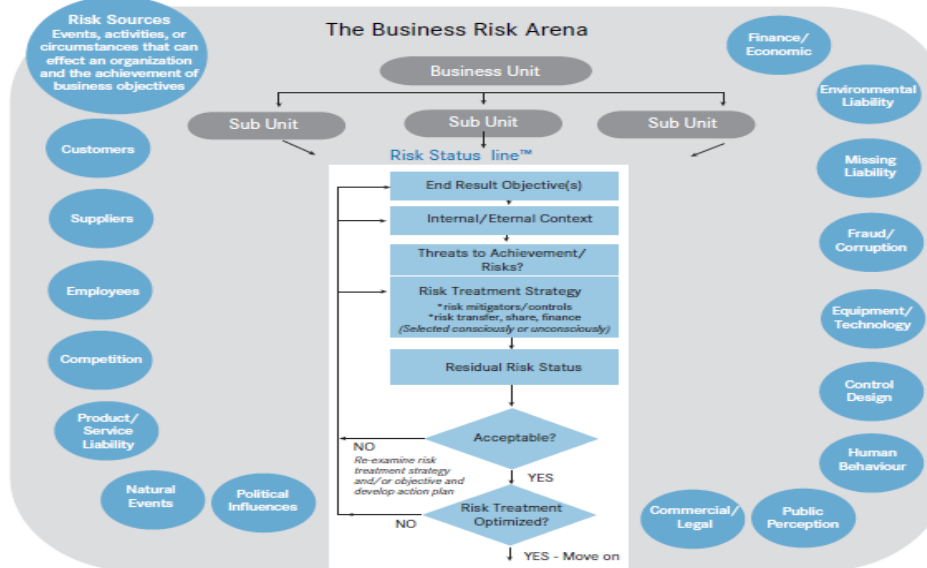 Risk Sources
Events, activities, or
circumstances that can
effect an organization
and the achievement of
business objectives
The Business Risk Arena
Business Unit
Sub Unit
Sub Unit
Sub Unit
Risk Status line™
End Result Objective(s)
Internal/Eternal Context
Threats to Achievement/
Risks?
Risk Treatment Strategy
*risk mitigators/controls
*risk transfer, share, finance
(Selected consciously or unconsciously)
Residual Risk Status
Acceptable?
NO
Re-examine risk
treatment strategy
and/or objective and
develop action plan
YES
Risk Treatment
Optimized?
NO
YES - Move on
Customers
Suppliers
Employees
Competition
Product/
Service
Liability
Natural
Events
Political
Influences
Finance/
Economic
Environmental
Liability
Missing
Liability
Fraud/
Corruption
Equipment/
Technology
Control
Design
Human
Behaviour
Public
Perception
Commercial/
Legal